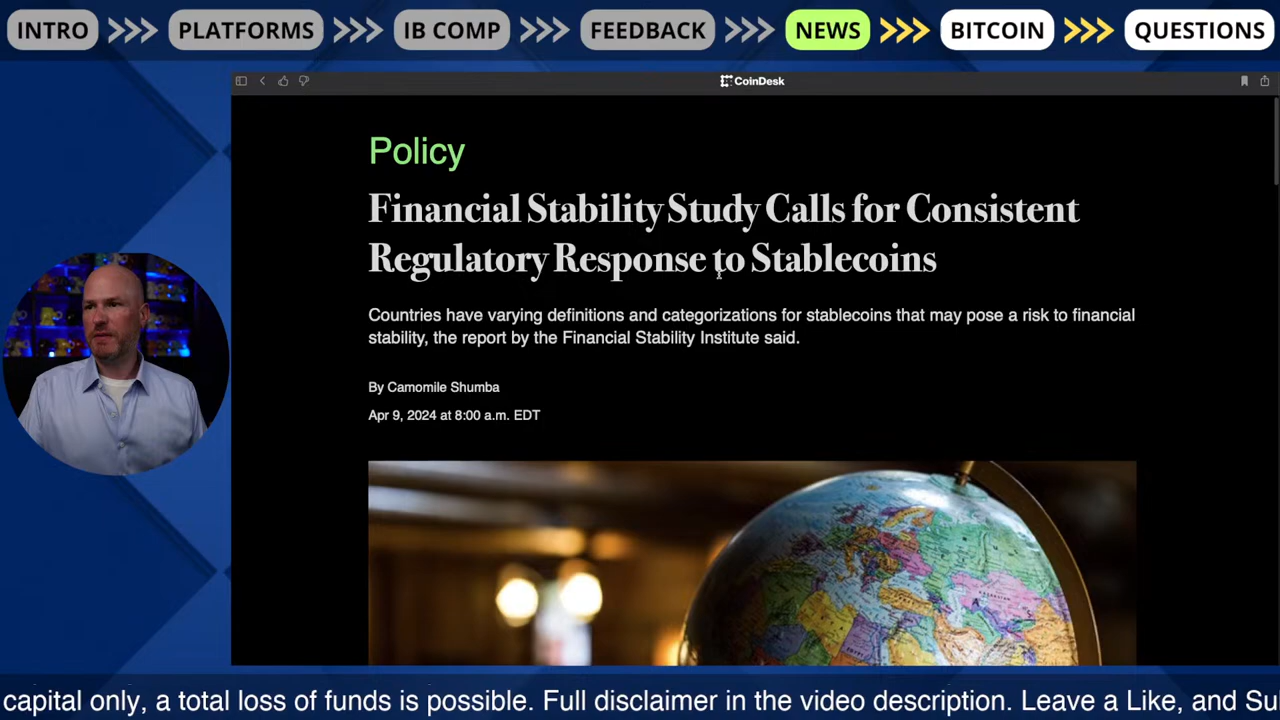 INTRO >>> PLATFORMS >>> IB COMP >>> FEEDBACK >>> NEWS >>> BITCOIN >>> QUESTIONS
CoinDesk
Policy
Financial Stability Study Calls for Consistent
Regulatory Response to Stablecoins
Countries have varying definitions and categorizations for stablecoins that may pose a risk to financial
stability, the report by the Financial Stability Institute said.
By Camomile Shumba
Apr 9, 2024 at 8:00 a.m. EDT
capital only, a total loss of funds is possible. Full disclaimer in the video description. Leave a Like, and Su